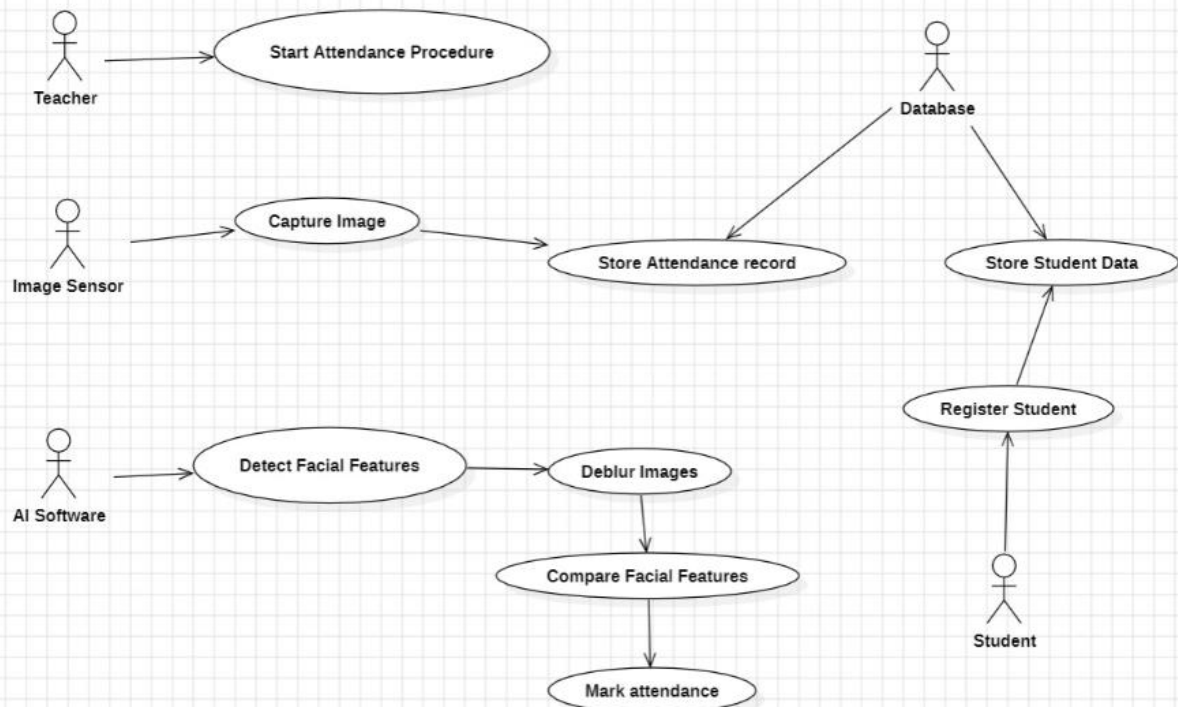 Start Attendance Procedure
Teacher
Database
Capture Image
Image Sensor
Store Attendance record
Store Student Data
Register Student
Detect Facial Features
Deblur Images
AI Software
Compare Facial Features
Student
Mark attendance